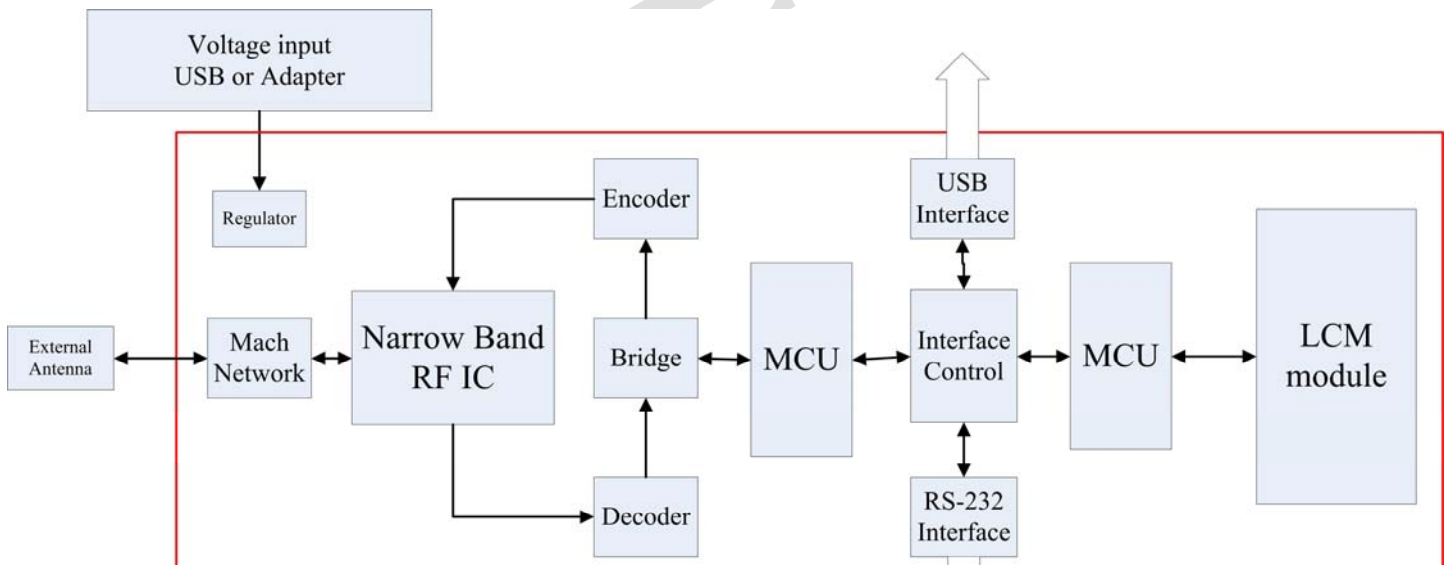 Voltage input
USB or Adapter
Regulator
Encoder
USB
Interface
External
Antenna
Mach
Network
Narrow Band
RF IC
Bridge
MCU
Interface
Control
MCU
LCM
module
Decoder
RS-232
Interface